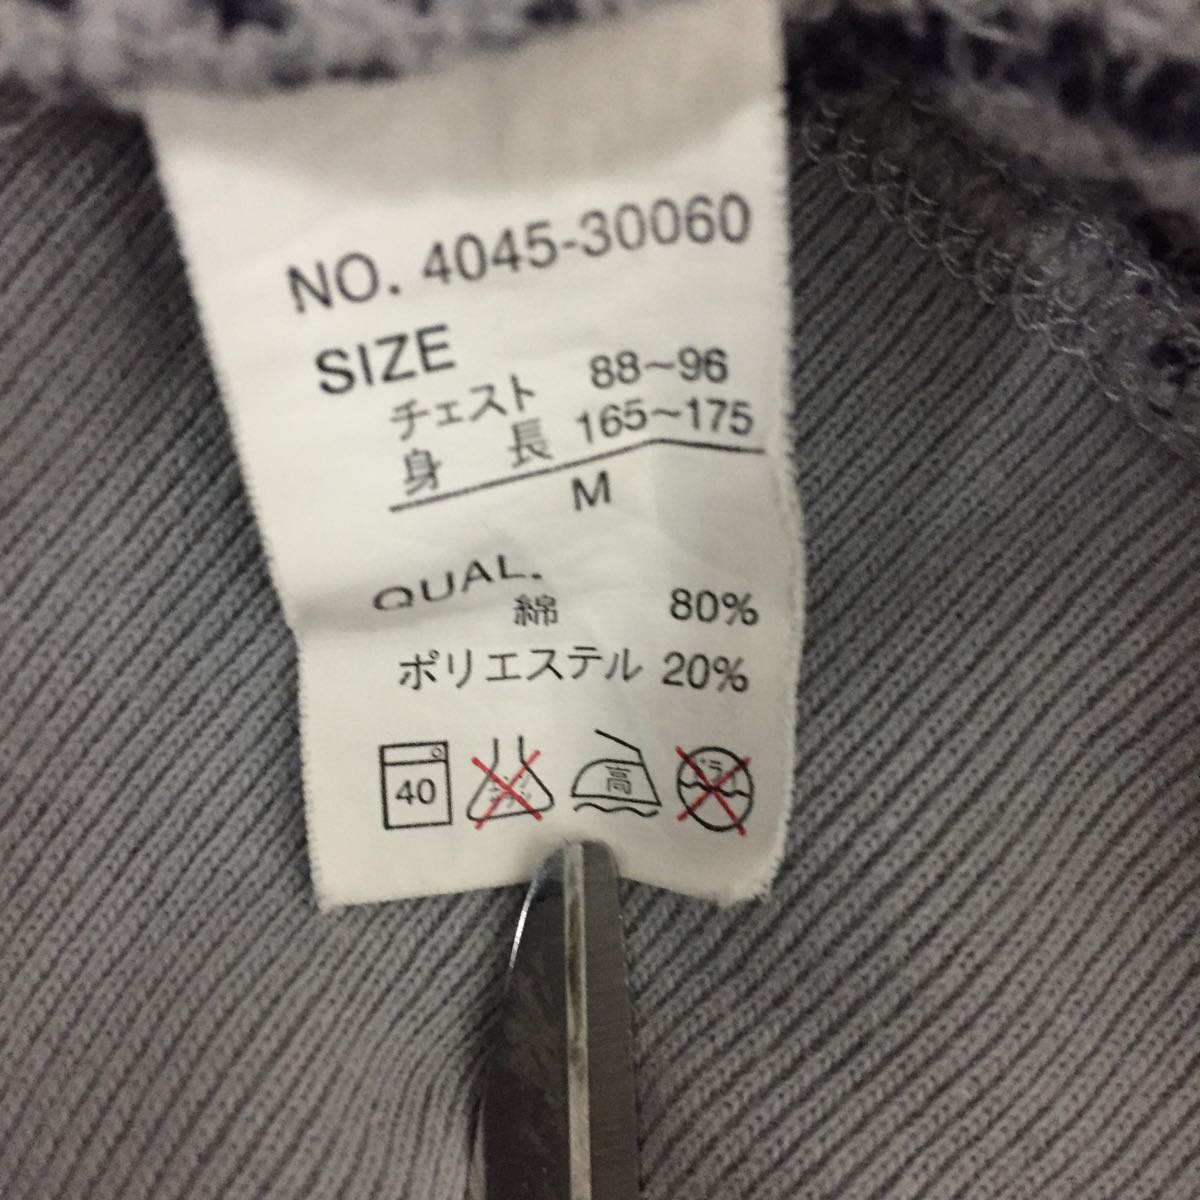 NO. 4045-30060
SIZE
チェスト 88~96
身 長 165~175
M
QUAL.
綿 80%
ポリエステル 20%
40
高